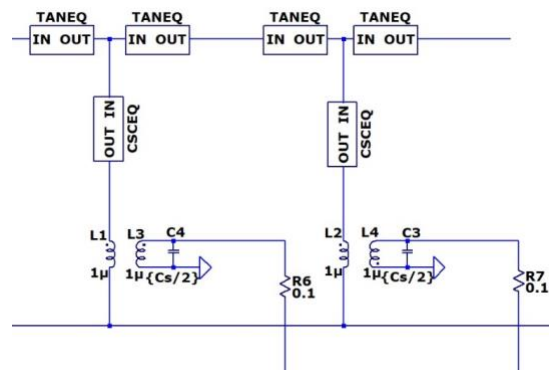 TANEQ TANEQ TANEQ TANEQ
IN OUT IN OUT IN OUT IN OUT
OUT IN CSCEQ OUT IN CSCEQ
L1 L3 C4 L2 L4 C3
1µ 1µ {Cs/2} 1µ 1µ {Cs/2}
R6 R7
0.1 0.1